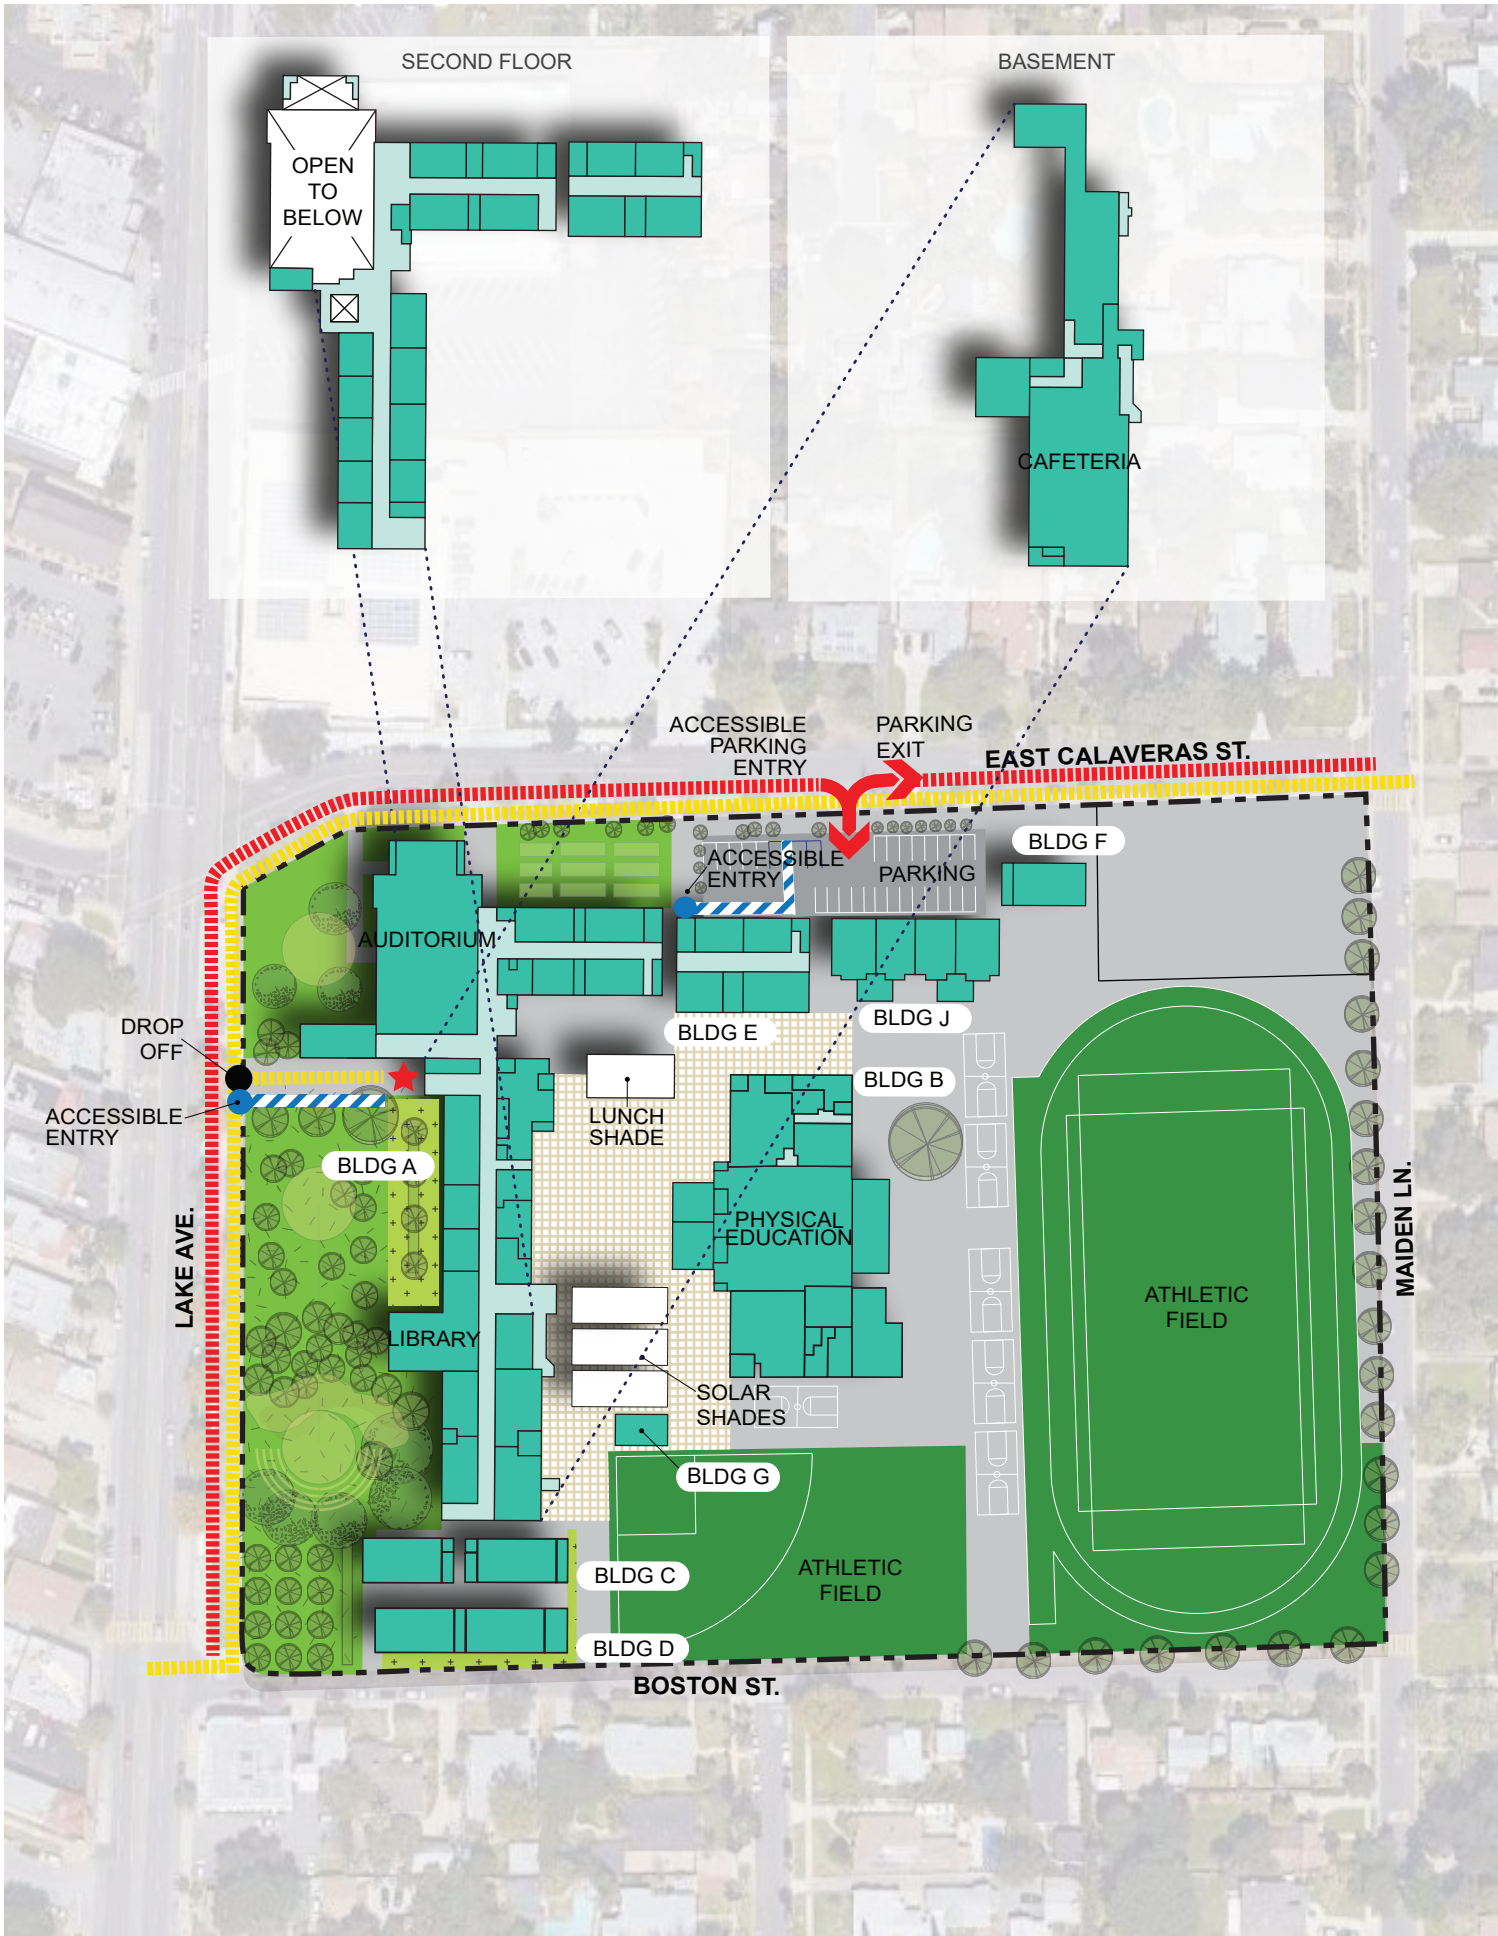 SECOND FLOOR
BASEMENT
OPEN
TO
BELOW
CAFETERIA
ACCESSIBLE
PARKING
ENTRY
PARKING
EXIT
EAST CALAVERAS ST.
BLDG F
ACCESSIBLE
ENTRY
PARKING
AUDITORIUM
DROP
OFF
BLDG E
BLDG J
ACCESSIBLE
ENTRY
BLDG B
LUNCH
SHADE
BLDG A
LAKE AVE.
PHYSICAL
EDUCATION
MAIDEN LN.
ATHLETIC
FIELD
LIBRARY
SOLAR
SHADES
BLDG G
BLDG C
ATHLETIC
FIELD
BLDG D
BOSTON ST.